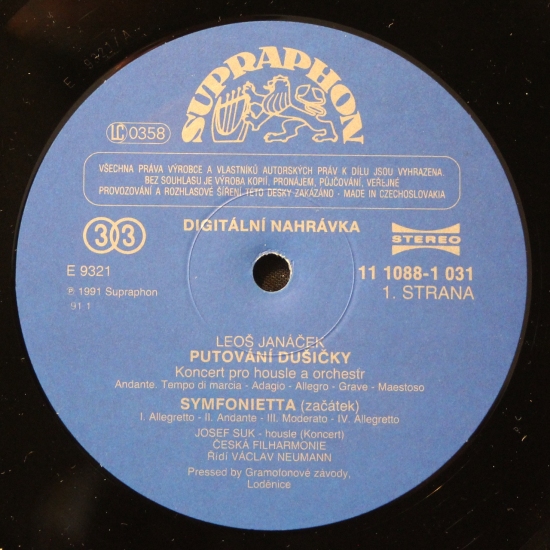 E 9321/A
SUPRAPHON
LC 0358
VŠECHNA PRÁVA VÝROBCE A VLASTNÍKŮ AUTORSKÝCH PRÁV K DÍLU JSOU VYHRAZENA.
BEZ SOUHLASU JE VÝROBA KOPIÍ, PRONÁJEM, PŮJČOVÁNÍ, VEŘEJNÉ
PROVOZOVÁNÍ A ROZHLASOVÉ ŠÍŘENÍ TÉTO DESKY ZAKÁZÁNO - MADE IN CZECHOSLOVAKIA
33
DIGITÁLNÍ NAHRÁVKA
STEREO
E 9321
11 1088-1 031
℗ 1991 Supraphon
1. STRANA
91 1
LEOŠ JANÁČEK
PUTOVÁNÍ DUŠIČKY
Koncert pro housle a orchestr
Andante. Tempo di marcia - Adagio - Allegro - Grave - Maestoso
SYMFONIETTA (začátek)
I. Allegretto - II. Andante - III. Moderato - IV. Allegretto
JOSEF SUK - housle (Koncert)
ČESKÁ FILHARMONIE
Řídí VÁCLAV NEUMANN
Pressed by Gramofonové závody,
Loděnice